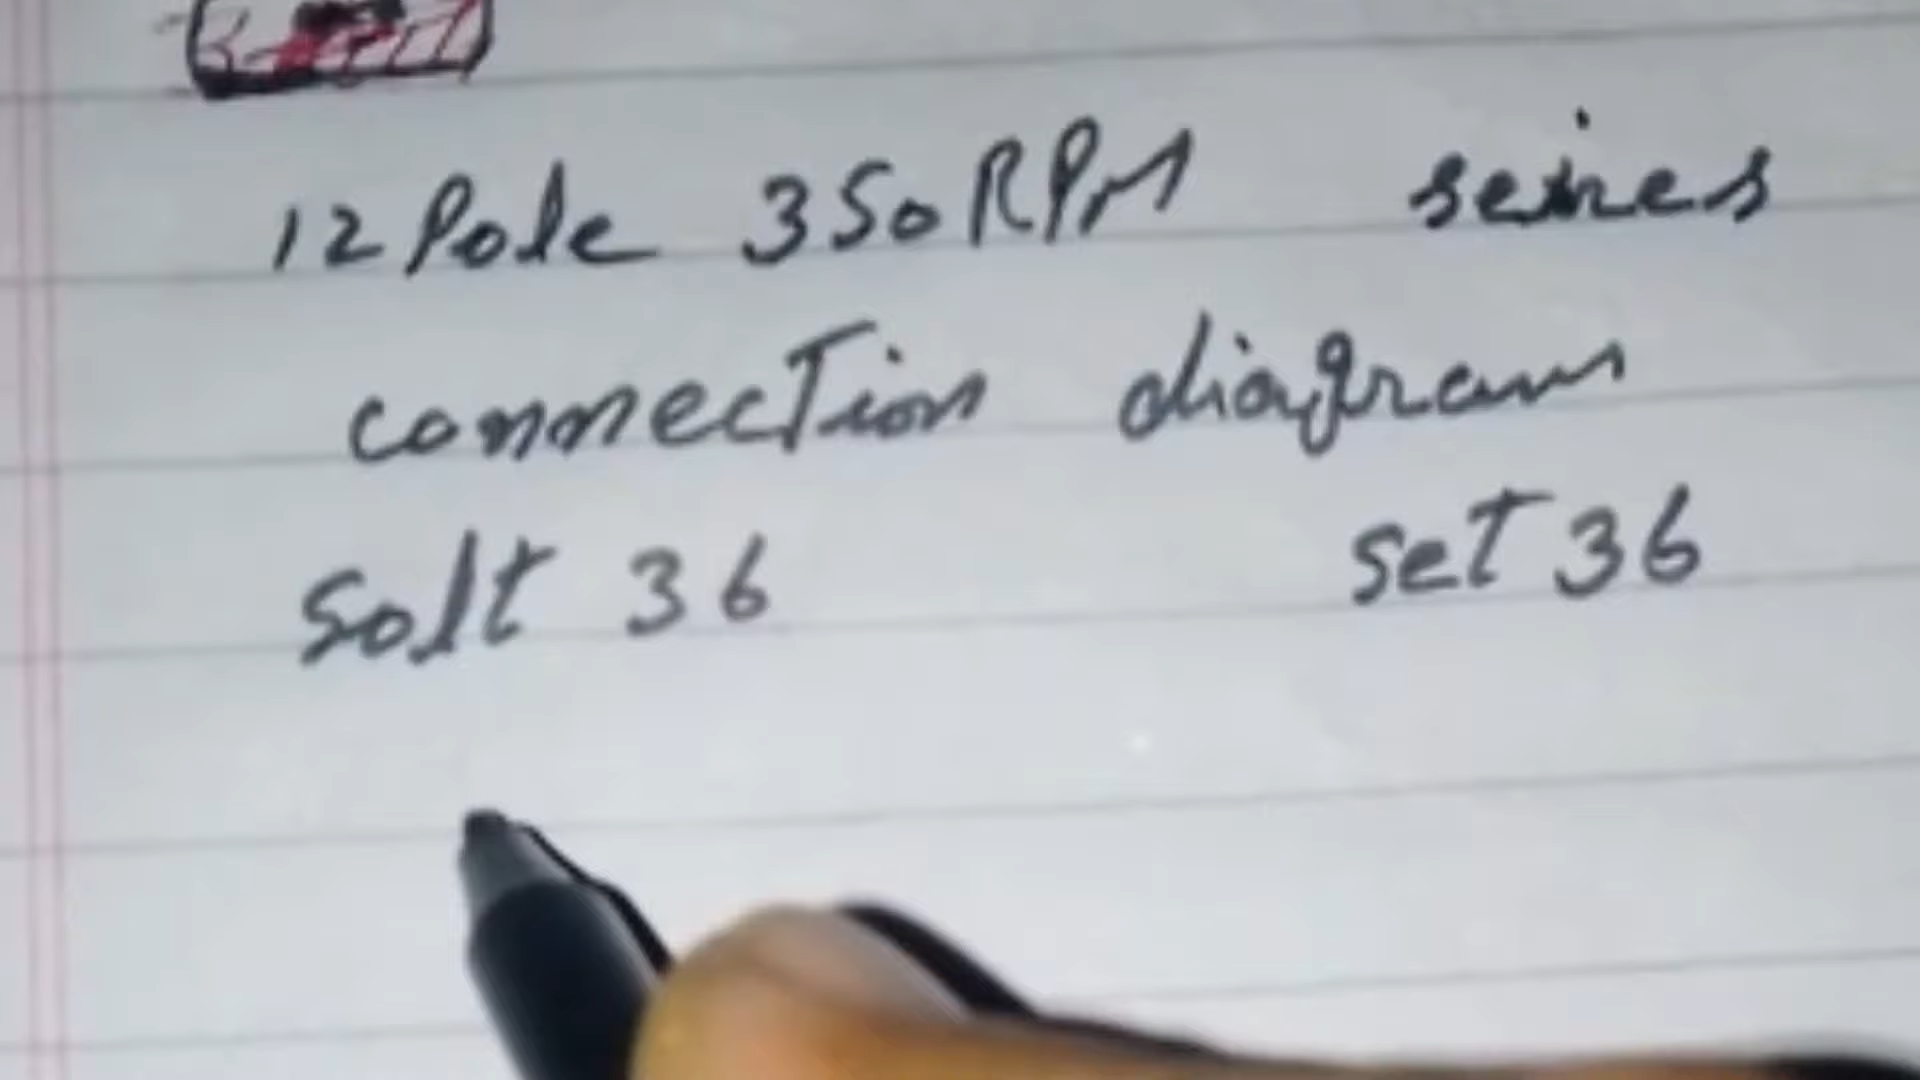 12 Pole 350 RPM series
connection diagram
Solt 36 set 36